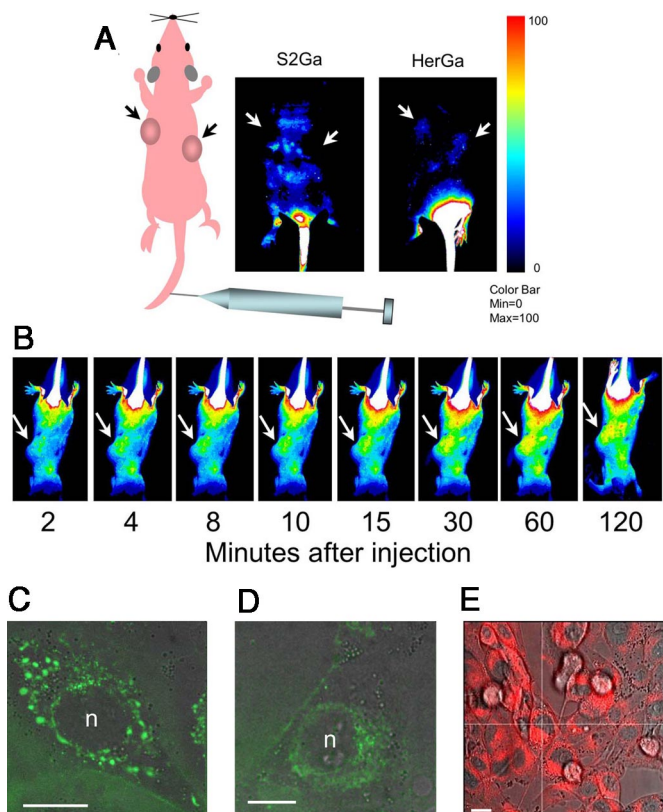 A
S2Ga
HerGa
100
0
Color Bar
Min=0
Max=100
B
2 4 8 10 15 30 60 120
Minutes after injection
C
D
E
n
n